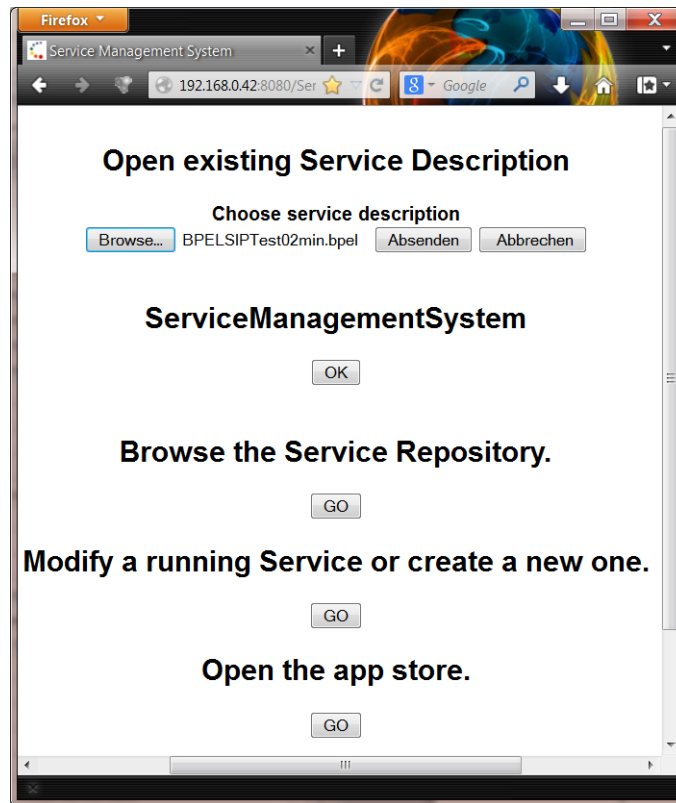 Firefox
Service Management System
192.168.0.42:8080/Ser
8 Google
Open existing Service Description
Choose service description
Browse... BPELSIPTest02min.bpel Absenden Abbrechen
ServiceManagementSystem
OK
Browse the Service Repository.
GO
Modify a running Service or create a new one.
GO
Open the app store.
GO